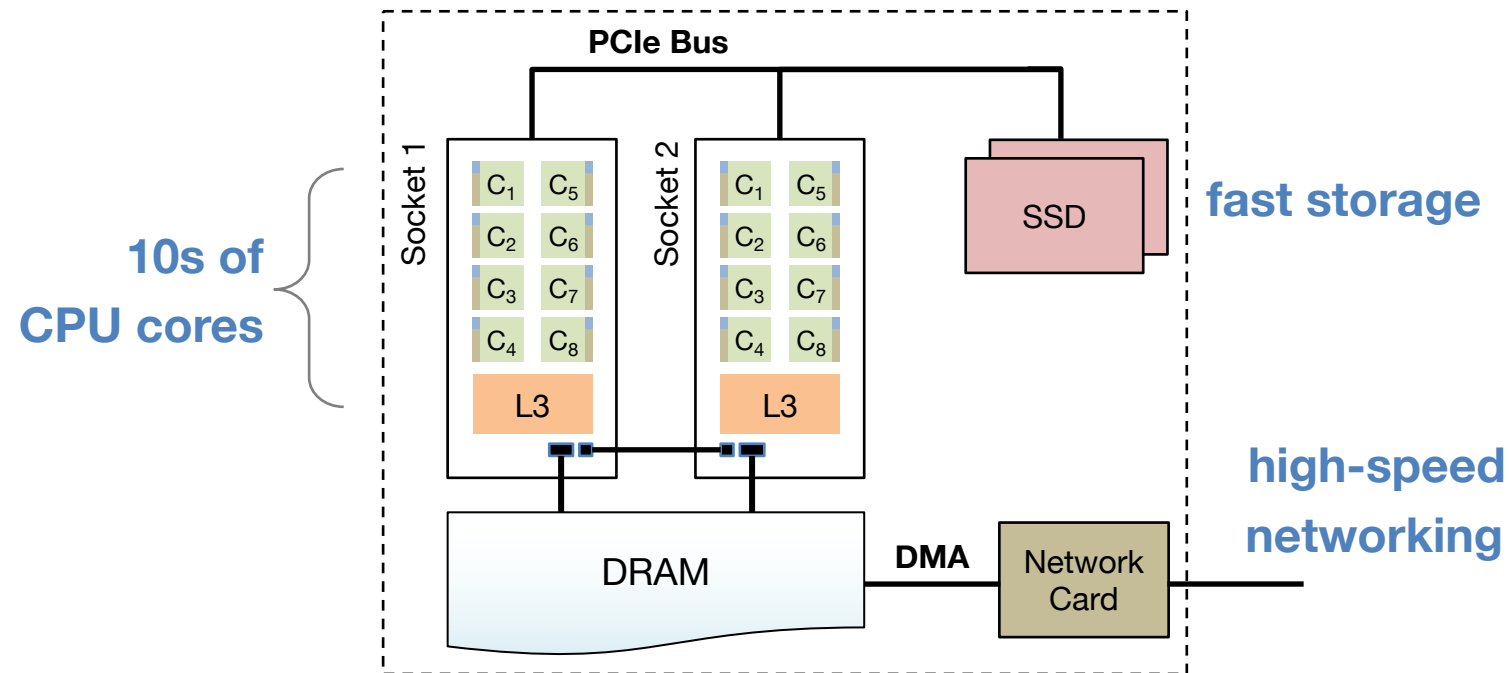 PCIe Bus
Socket 1
C₁ C₅
C₂ C₆
C₃ C₇
C₄ C₈
L3
Socket 2
C₁ C₅
C₂ C₆
C₃ C₇
C₄ C₈
L3
SSD
fast storage
10s of
CPU cores
DRAM
DMA
Network
Card
high-speed
networking